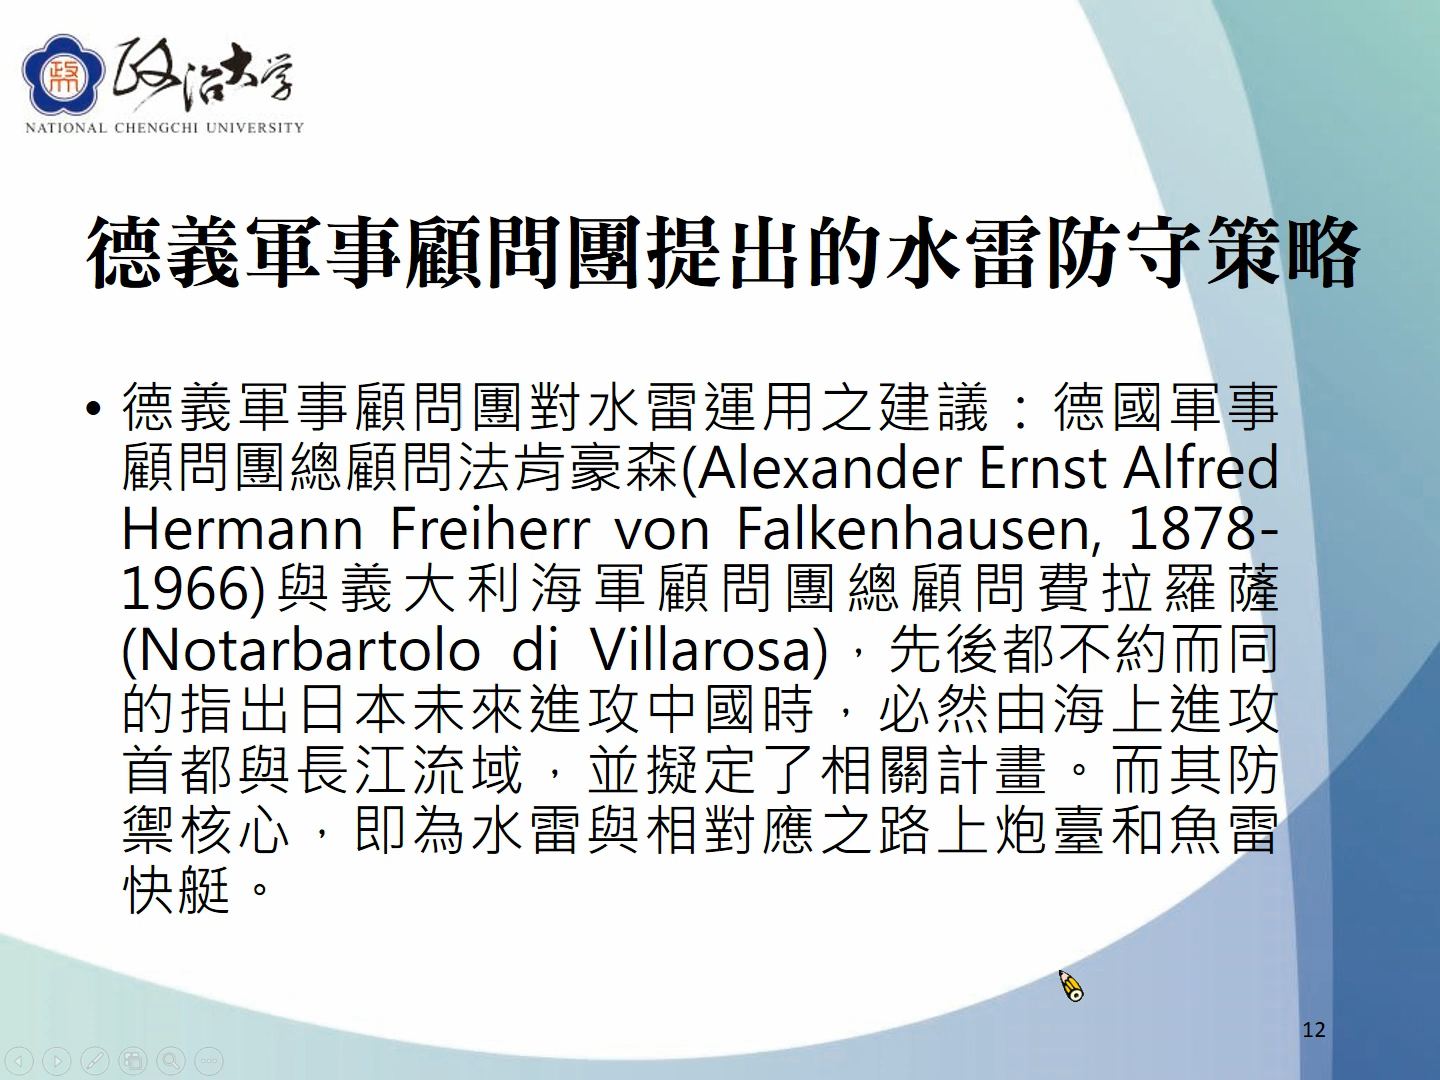 政治大学
NATIONAL CHENGCHI UNIVERSITY
德義軍事顧問團提出的水雷防守策略
• 德義軍事顧問團對水雷運用之建議：德國軍事
顧問團總顧問法肯豪森(Alexander Ernst Alfred
Hermann Freiherr von Falkenhausen, 1878-
1966)與義大利海軍顧問團總顧問費拉羅薩
(Notarbartolo di Villarosa)，先後都不約而同
的指出日本未來進攻中國時，必然由海上進攻
首都與長江流域，並擬定了相關計畫。而其防
禦核心，即為水雷與相對應之路上炮臺和魚雷
快艇。
12